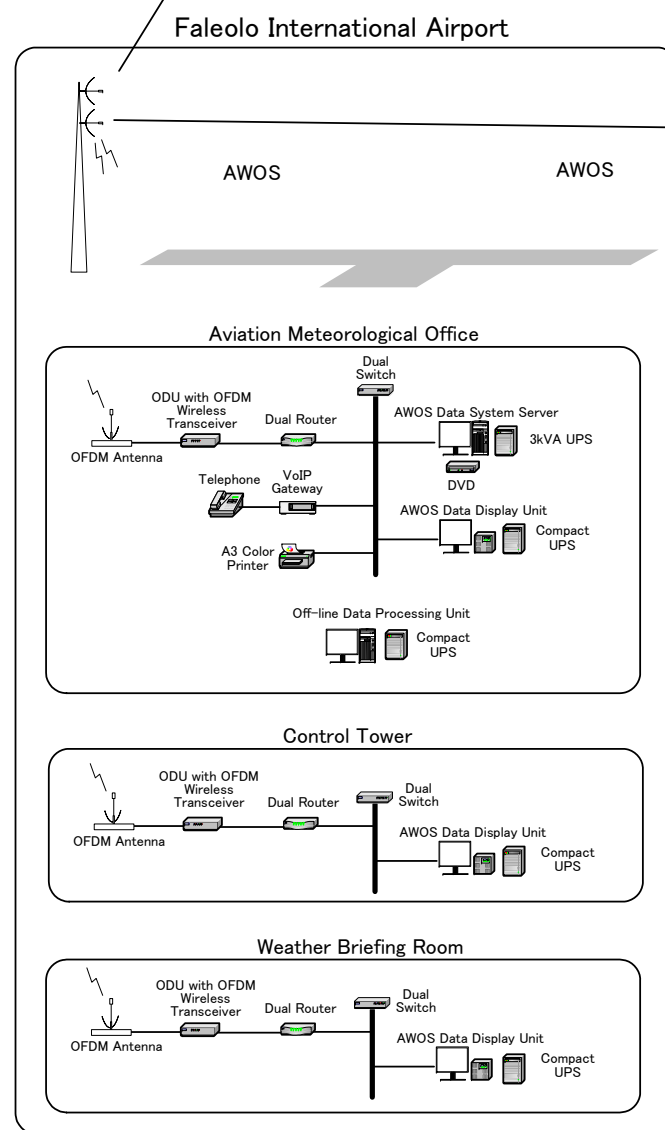 Faleolo International Airport
AWOS
AWOS
Aviation Meteorological Office
Dual
Switch
ODU with OFDM
Wireless
Transceiver
Dual Router
OFDM Antenna
AWOS Data System Server
3kVA UPS
DVD
Telephone
VoIP
Gateway
AWOS Data Display Unit
Compact
UPS
A3 Color
Printer
Off-line Data Processing Unit
Compact
UPS
Control Tower
ODU with OFDM
Wireless
Transceiver
Dual Router
Dual
Switch
OFDM Antenna
AWOS Data Display Unit
Compact
UPS
Weather Briefing Room
ODU with OFDM
Wireless
Transceiver
Dual Router
Dual
Switch
OFDM Antenna
AWOS Data Display Unit
Compact
UPS